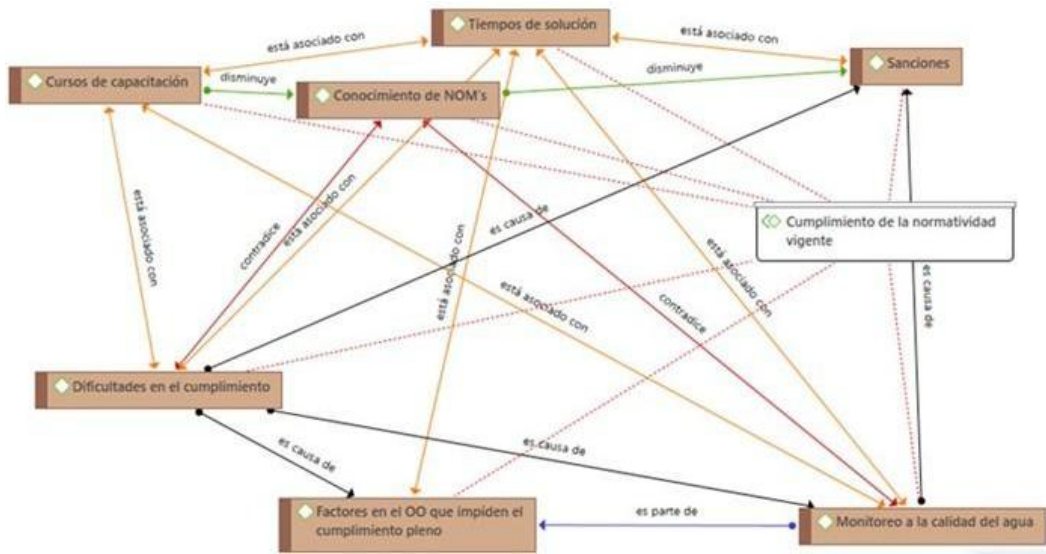 Tiempos de solución
está asociado con
está asociado con
Sanciones
Cursos de capacitación
disminuye
disminuye
Conocimiento de NOM's
está asociado con
contradice
está asociado con
es causa de
Cumplimiento de la normatividad
vigente
está asociado con
está asociado con
está asociado con
contradice
es causa de
Dificultades en el cumplimiento
es causa de
es causa de
Factores en el OO que impiden el
cumplimiento pleno
es parte de
Monitoreo a la calidad del agua